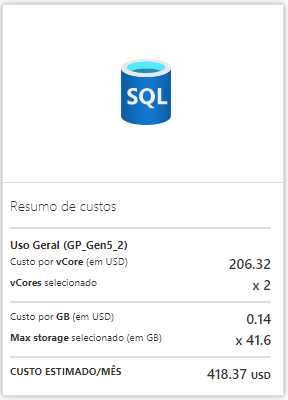 SQL
Resumo de custos
Uso Geral (GP_Gen5_2)
Custo por vCore (em USD) 206.32
vCores selecionado x 2
Custo por GB (em USD) 0.14
Max storage selecionado (em GB) x 41.6
CUSTO ESTIMADO/MÊS 418.37 USD